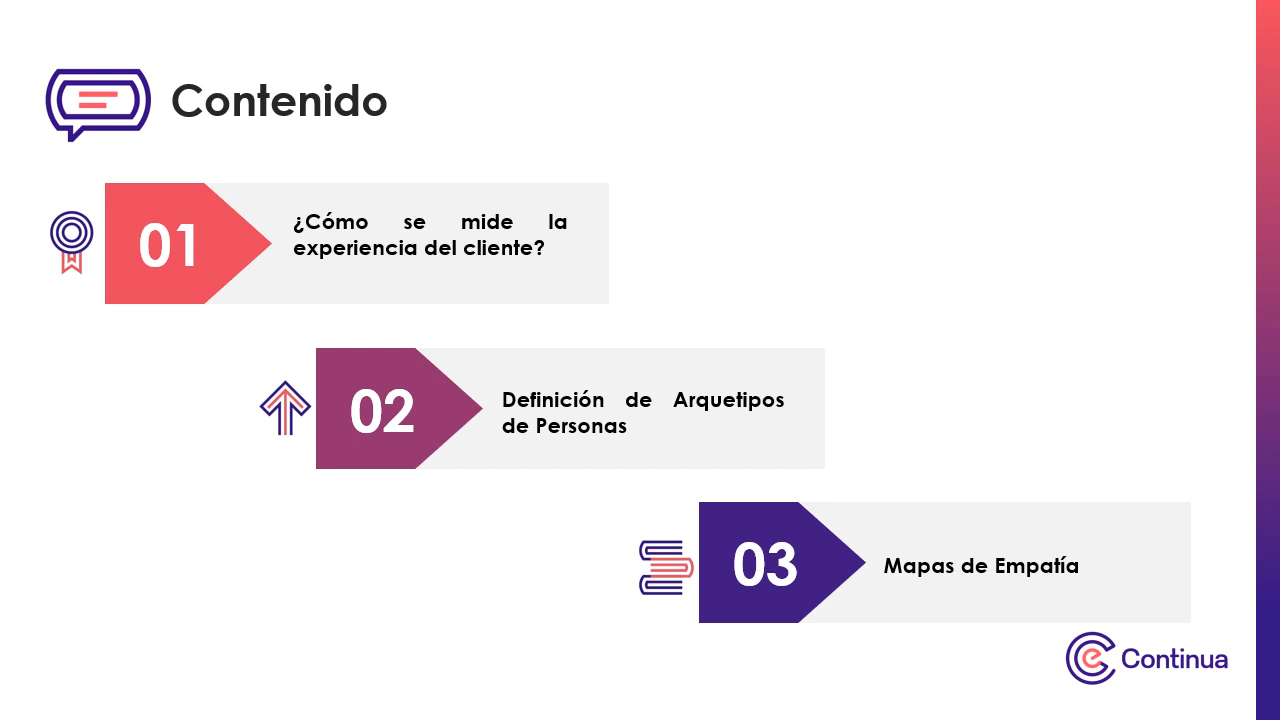 Contenido
01
¿Cómo se mide la
experiencia del cliente?
02
Definición de Arquetipos
de Personas
03
Mapas de Empatía
Continua